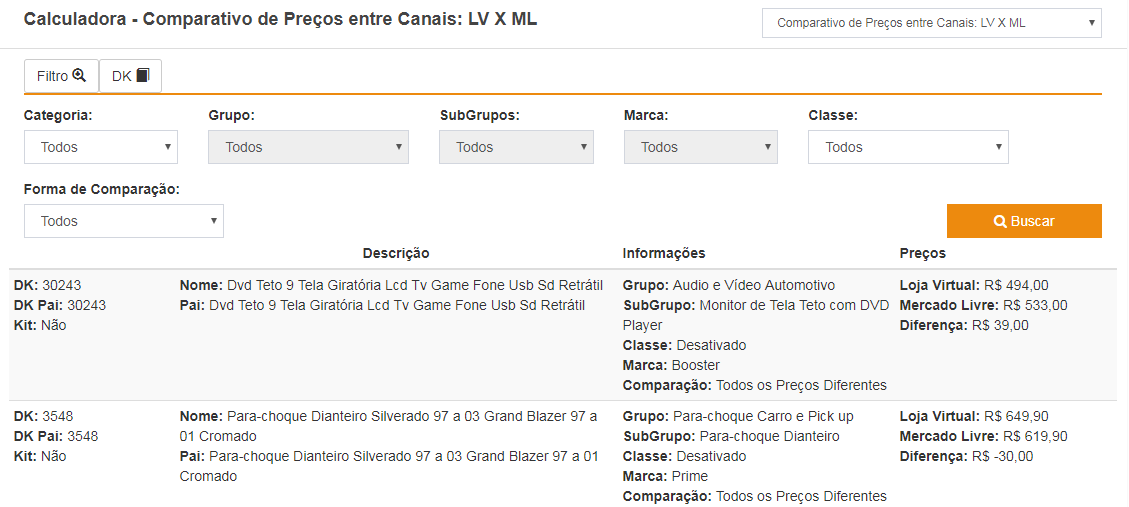 Calculadora - Comparativo de Preços entre Canais: LV X ML
Comparativo de Preços entre Canais: LV X ML
Filtro
DK
Categoria:
Grupo:
SubGrupos:
Marca:
Classe:
Todos
Todos
Todos
Todos
Todos
Forma de Comparação:
Todos
Buscar
Descrição
Informações
Preços
DK: 30243
DK Pai: 30243
Kit: Não
Nome: Dvd Teto 9 Tela Giratória Lcd Tv Game Fone Usb Sd Retrátil
Pai: Dvd Teto 9 Tela Giratória Lcd Tv Game Fone Usb Sd Retrátil
Grupo: Audio e Vídeo Automotivo
SubGrupo: Monitor de Tela Teto com DVD
Player
Classe: Desativado
Marca: Booster
Comparação: Todos os Preços Diferentes
Loja Virtual: R$ 494,00
Mercado Livre: R$ 533,00
Diferença: R$ 39,00
DK: 3548
DK Pai: 3548
Kit: Não
Nome: Para-choque Dianteiro Silverado 97 a 03 Grand Blazer 97 a
01 Cromado
Pai: Para-choque Dianteiro Silverado 97 a 03 Grand Blazer 97 a 01
Cromado
Grupo: Para-choque Carro e Pick up
SubGrupo: Para-choque Dianteiro
Classe: Desativado
Marca: Prime
Comparação: Todos os Preços Diferentes
Loja Virtual: R$ 649,90
Mercado Livre: R$ 619,90
Diferença: R$ -30,00